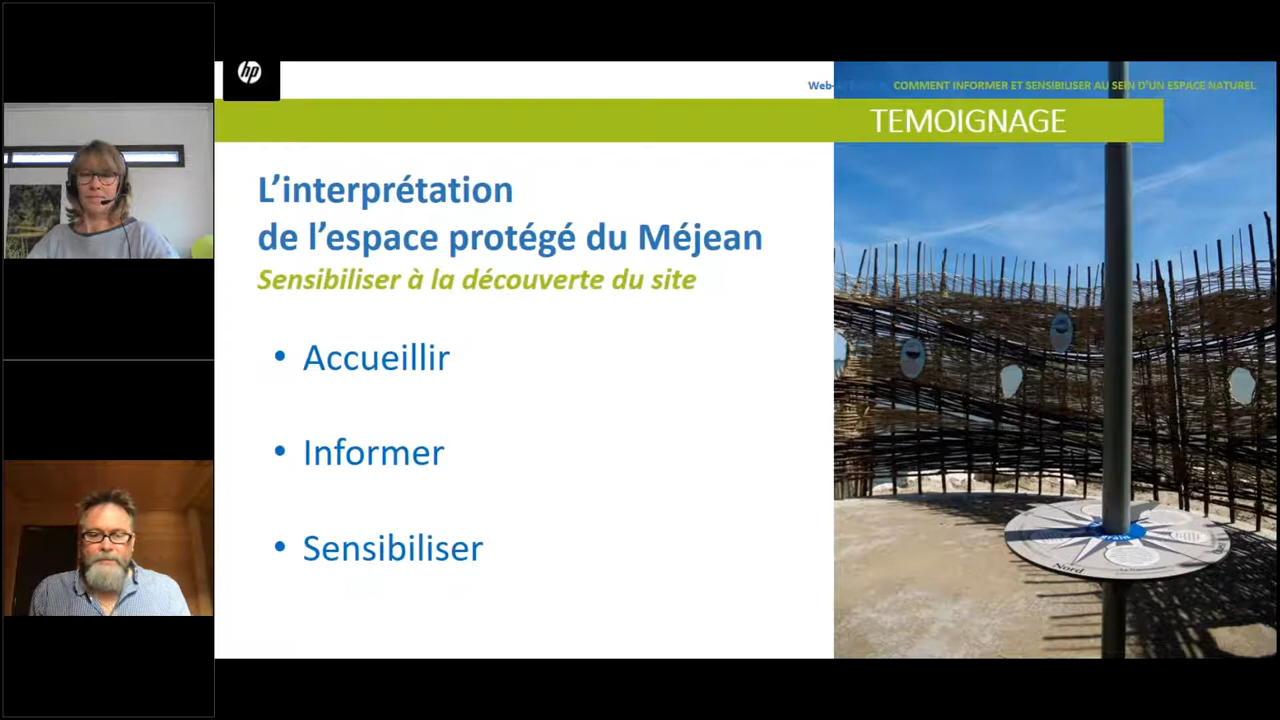 hp
Web-
COMMENT INFORMER ET SENSIBILISER AU SEIN D'UN ESPACE NATUREL
TEMOIGNAGE
L'interprétation
de l'espace protégé du Méjean
Sensibiliser à la découverte du site
• Accueillir
• Informer
• Sensibiliser
Nord